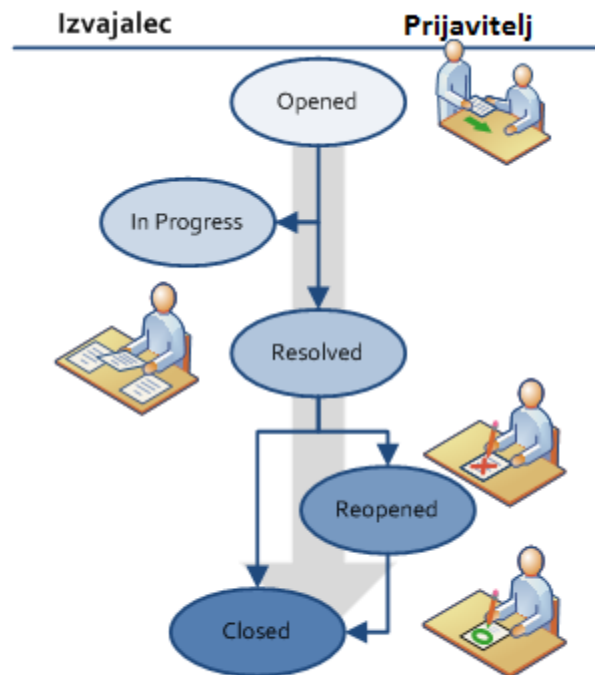 Izvajalec
Prijavitelj
Opened
In Progress
Resolved
Reopened
Closed